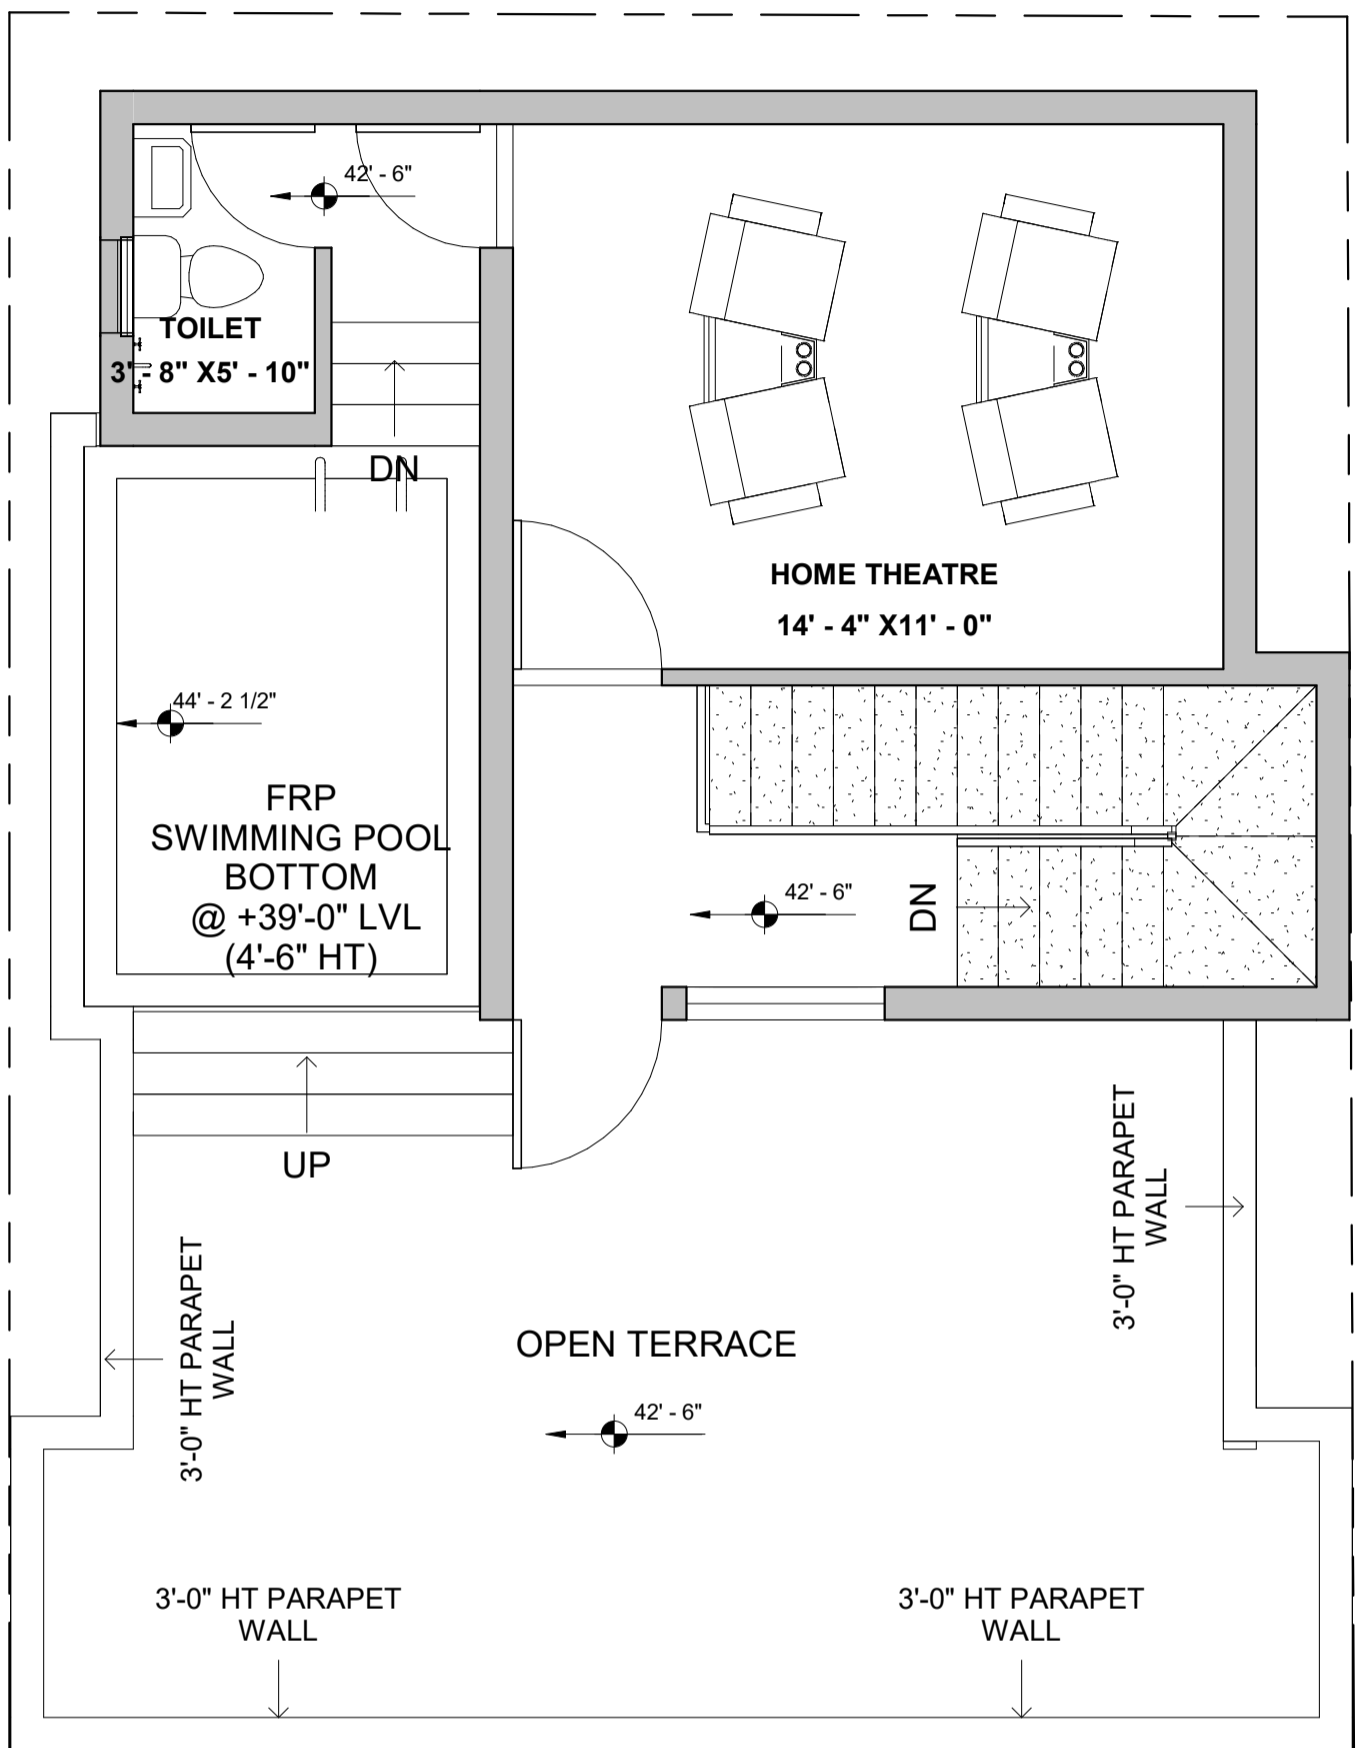 42' - 6"
TOILET
3' - 8" X5' - 10"
DN
HOME THEATRE
14' - 4" X11' - 0"
44' - 2 1/2"
FRP
SWIMMING POOL
BOTTOM
@ +39'-0" LVL
(4'-6" HT)
42' - 6"
DN
UP
3'-0" HT PARAPET
WALL
3'-0" HT PARAPET
WALL
OPEN TERRACE
42' - 6"
3'-0" HT PARAPET
WALL
3'-0" HT PARAPET
WALL